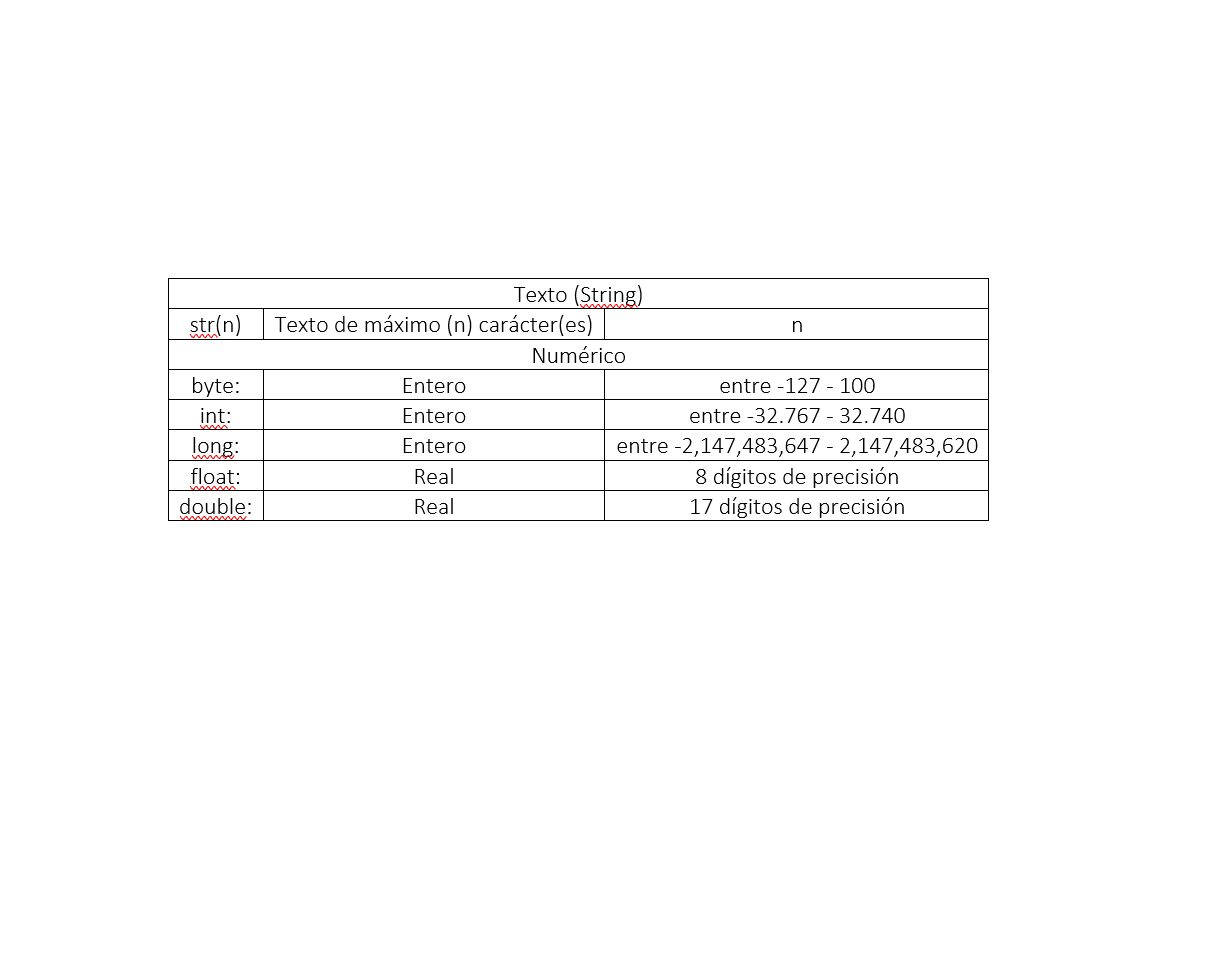 Texto (String)
str(n) Texto de máximo (n) carácter(es) n
Numérico
byte: Entero entre -127 - 100
int: Entero entre -32.767 - 32.740
long: Entero entre -2,147,483,647 - 2,147,483,620
float: Real 8 dígitos de precisión
double: Real 17 dígitos de precisión